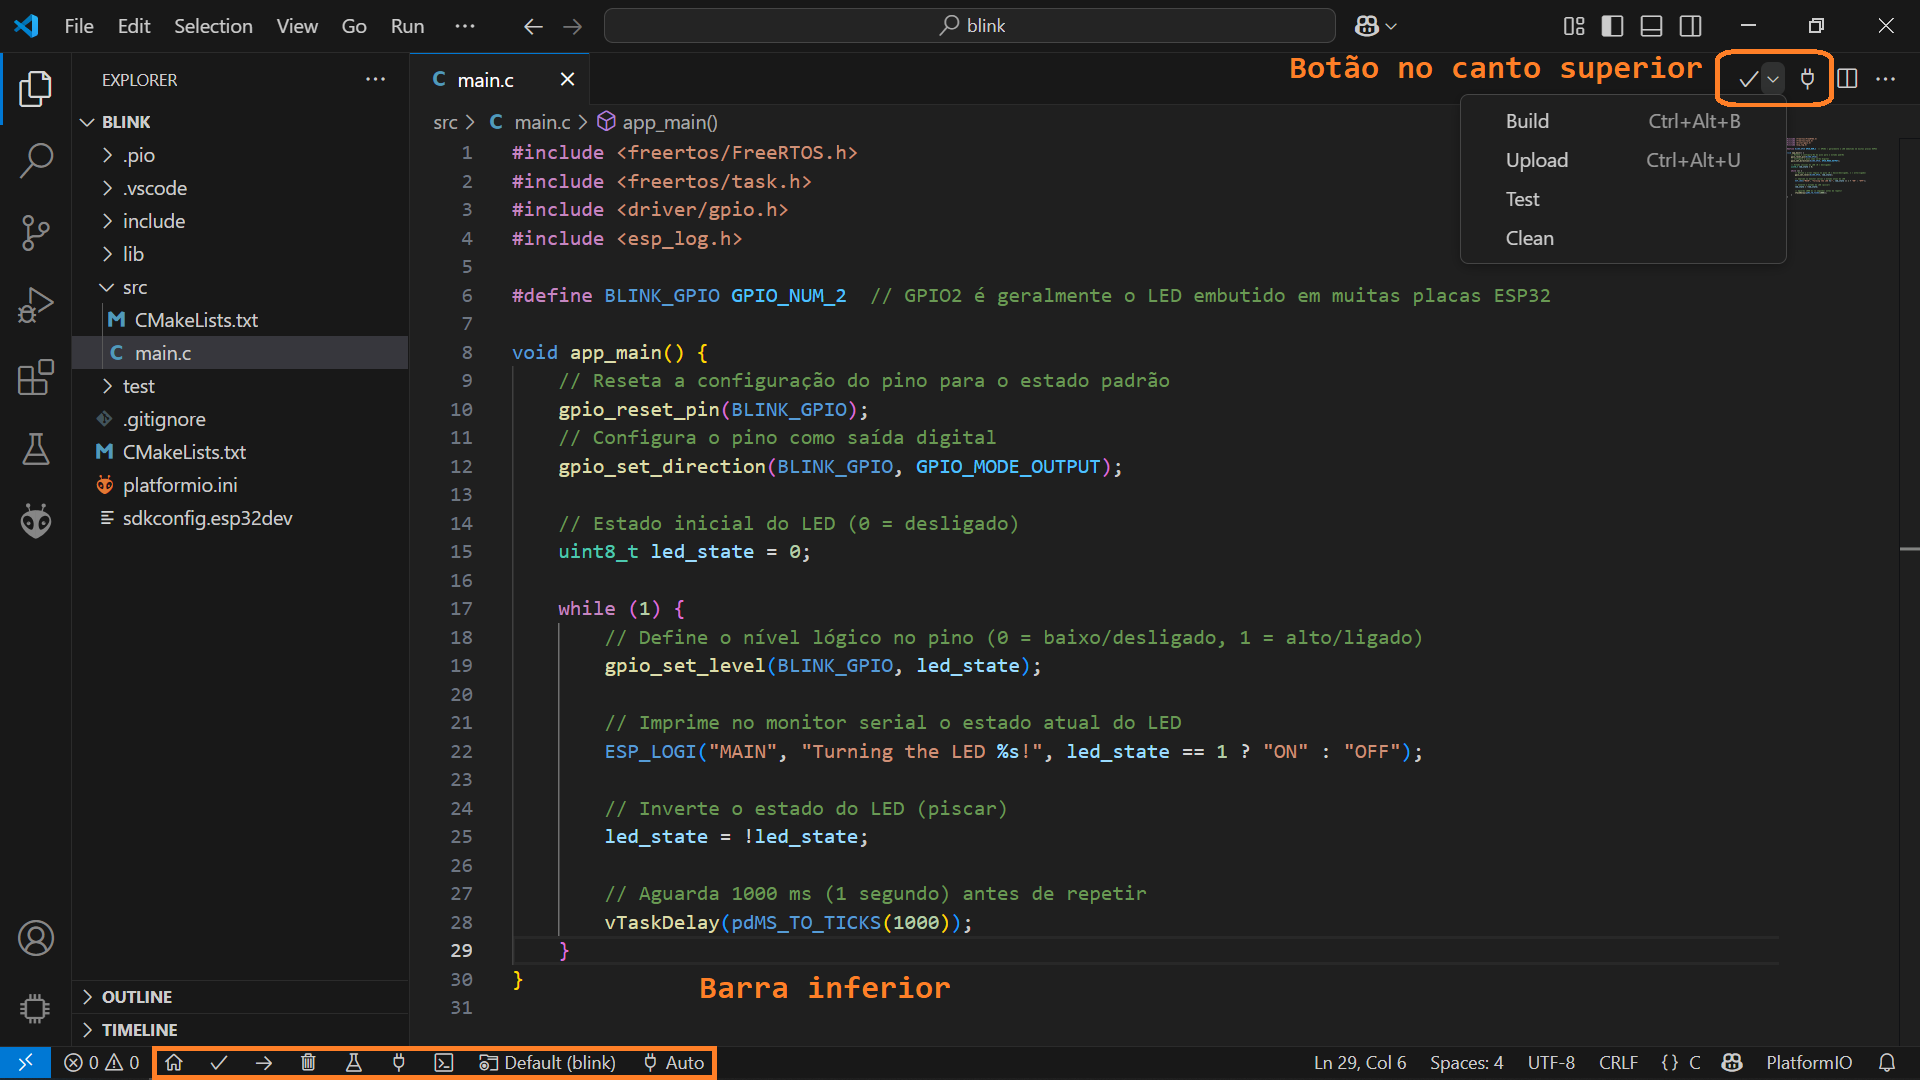 File Edit Selection View Go Run ··· blink
EXPLORER ···
main.c
Botão no canto superior
BLINK
.pio
.vscode
include
lib
src
CMakeLists.txt
main.c
test
.gitignore
CMakeLists.txt
platformio.ini
sdkconfig.esp32dev
OUTLINE
TIMELINE
src > C main.c > app_main()
Build Ctrl+Alt+B
Upload Ctrl+Alt+U
Test
Clean
1 #include <freertos/FreeRTOS.h>
2 #include <freertos/task.h>
3 #include <driver/gpio.h>
4 #include <esp_log.h>
5
6 #define BLINK_GPIO GPIO_NUM_2 // GPIO2 é geralmente o LED embutido em muitas placas ESP32
7
8 void app_main() {
9 // Reseta a configuração do pino para o estado padrão
10 gpio_reset_pin(BLINK_GPIO);
11 // Configura o pino como saída digital
12 gpio_set_direction(BLINK_GPIO, GPIO_MODE_OUTPUT);
13
14 // Estado inicial do LED (0 = desligado)
15 uint8_t led_state = 0;
16
17 while (1) {
18 // Define o nível lógico no pino (0 = baixo/desligado, 1 = alto/ligado)
19 gpio_set_level(BLINK_GPIO, led_state);
20
21 // Imprime no monitor serial o estado atual do LED
22 ESP_LOGI("MAIN", "Turning the LED %s!", led_state == 1 ? "ON" : "OFF");
23
24 // Inverte o estado do LED (piscar)
25 led_state = !led_state;
26
27 // Aguarda 1000 ms (1 segundo) antes de repetir
28 vTaskDelay(pdMS_TO_TICKS(1000));
29 }
30 }
31
Barra inferior
0 0 Default (blink) Auto Ln 29, Col 6 Spaces: 4 UTF-8 CRLF {} C PlatformIO